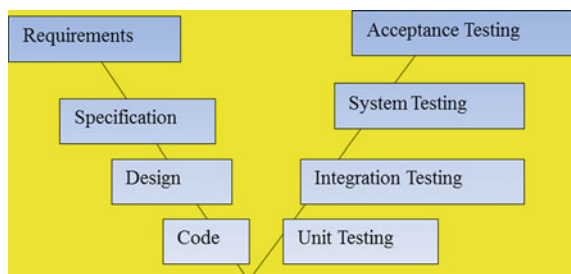 Requirements
Specification
Design
Code
Acceptance Testing
System Testing
Integration Testing
Unit Testing